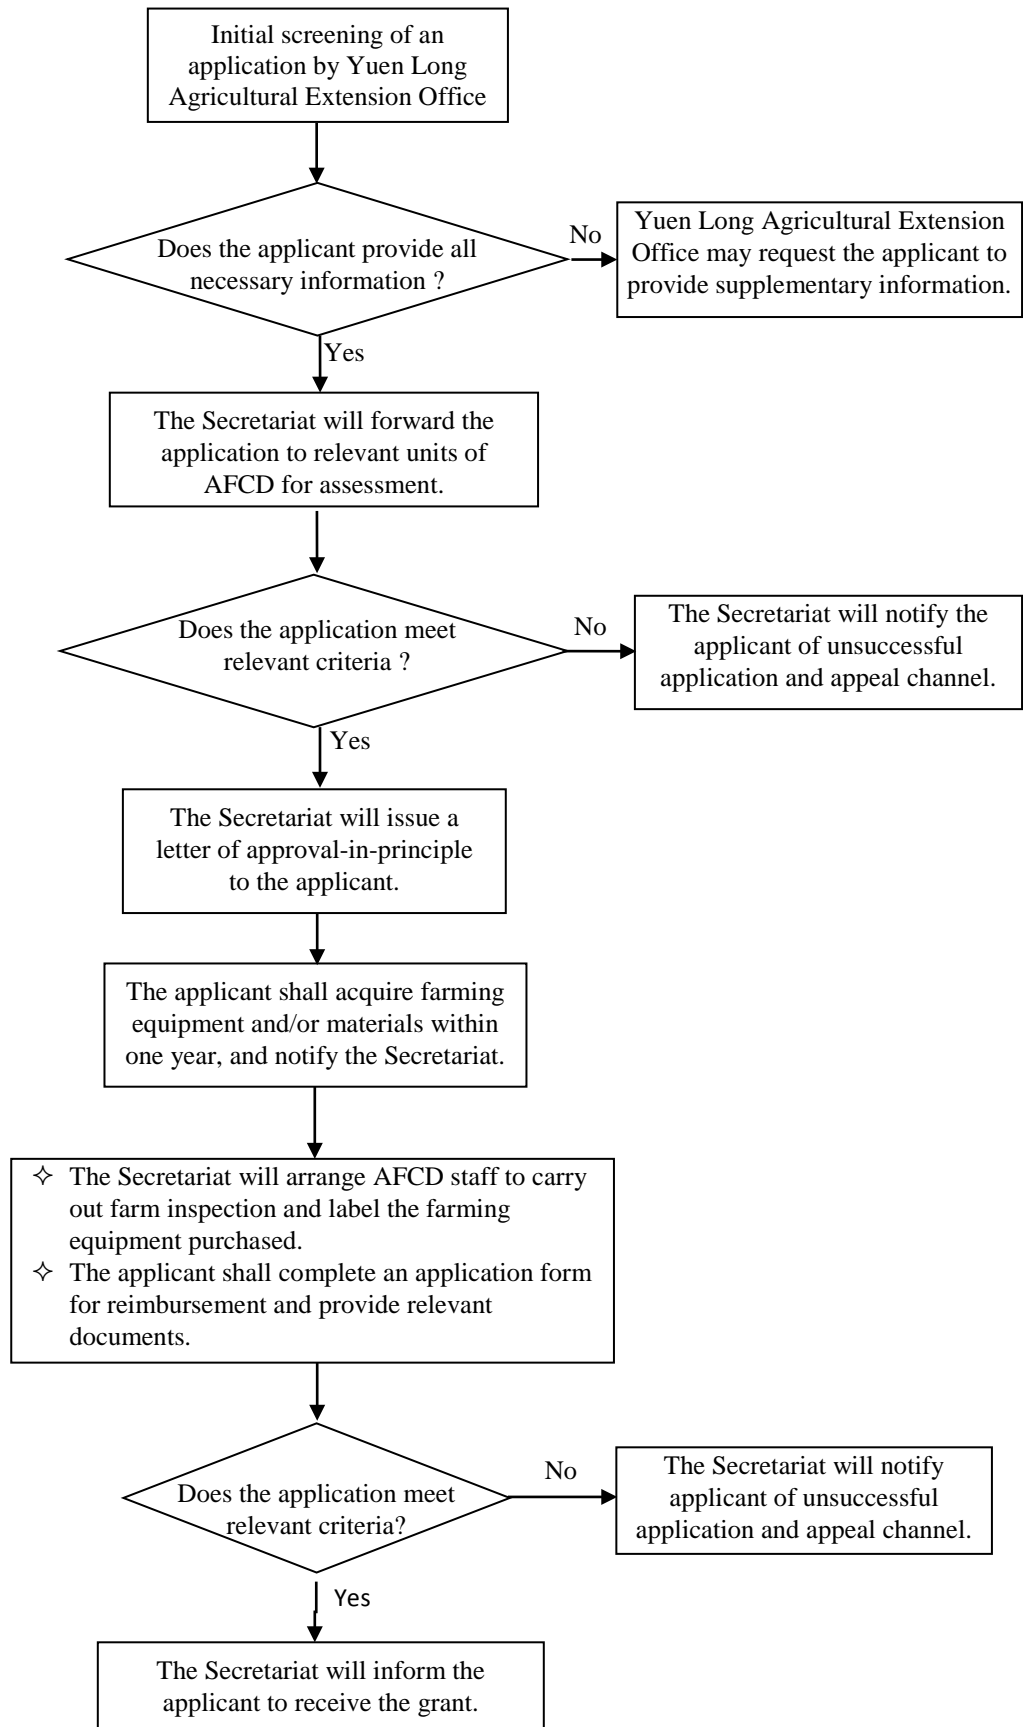 Initial screening of an
application by Yuen Long
Agricultural Extension Office
Does the applicant provide all
necessary information ?
No
Yuen Long Agricultural Extension
Office may request the applicant to
provide supplementary information.
Yes
The Secretariat will forward the
application to relevant units of
AFCD for assessment.
Does the application meet
relevant criteria ?
No
The Secretariat will notify the
applicant of unsuccessful
application and appeal channel.
Yes
The Secretariat will issue a
letter of approval-in-principle
to the applicant.
The applicant shall acquire farming
equipment and/or materials within
one year, and notify the Secretariat.
✧ The Secretariat will arrange AFCD staff to carry
out farm inspection and label the farming
equipment purchased.
✧ The applicant shall complete an application form
for reimbursement and provide relevant
documents.
Does the application meet
relevant criteria?
No
The Secretariat will notify
applicant of unsuccessful
application and appeal channel.
Yes
The Secretariat will inform the
applicant to receive the grant.